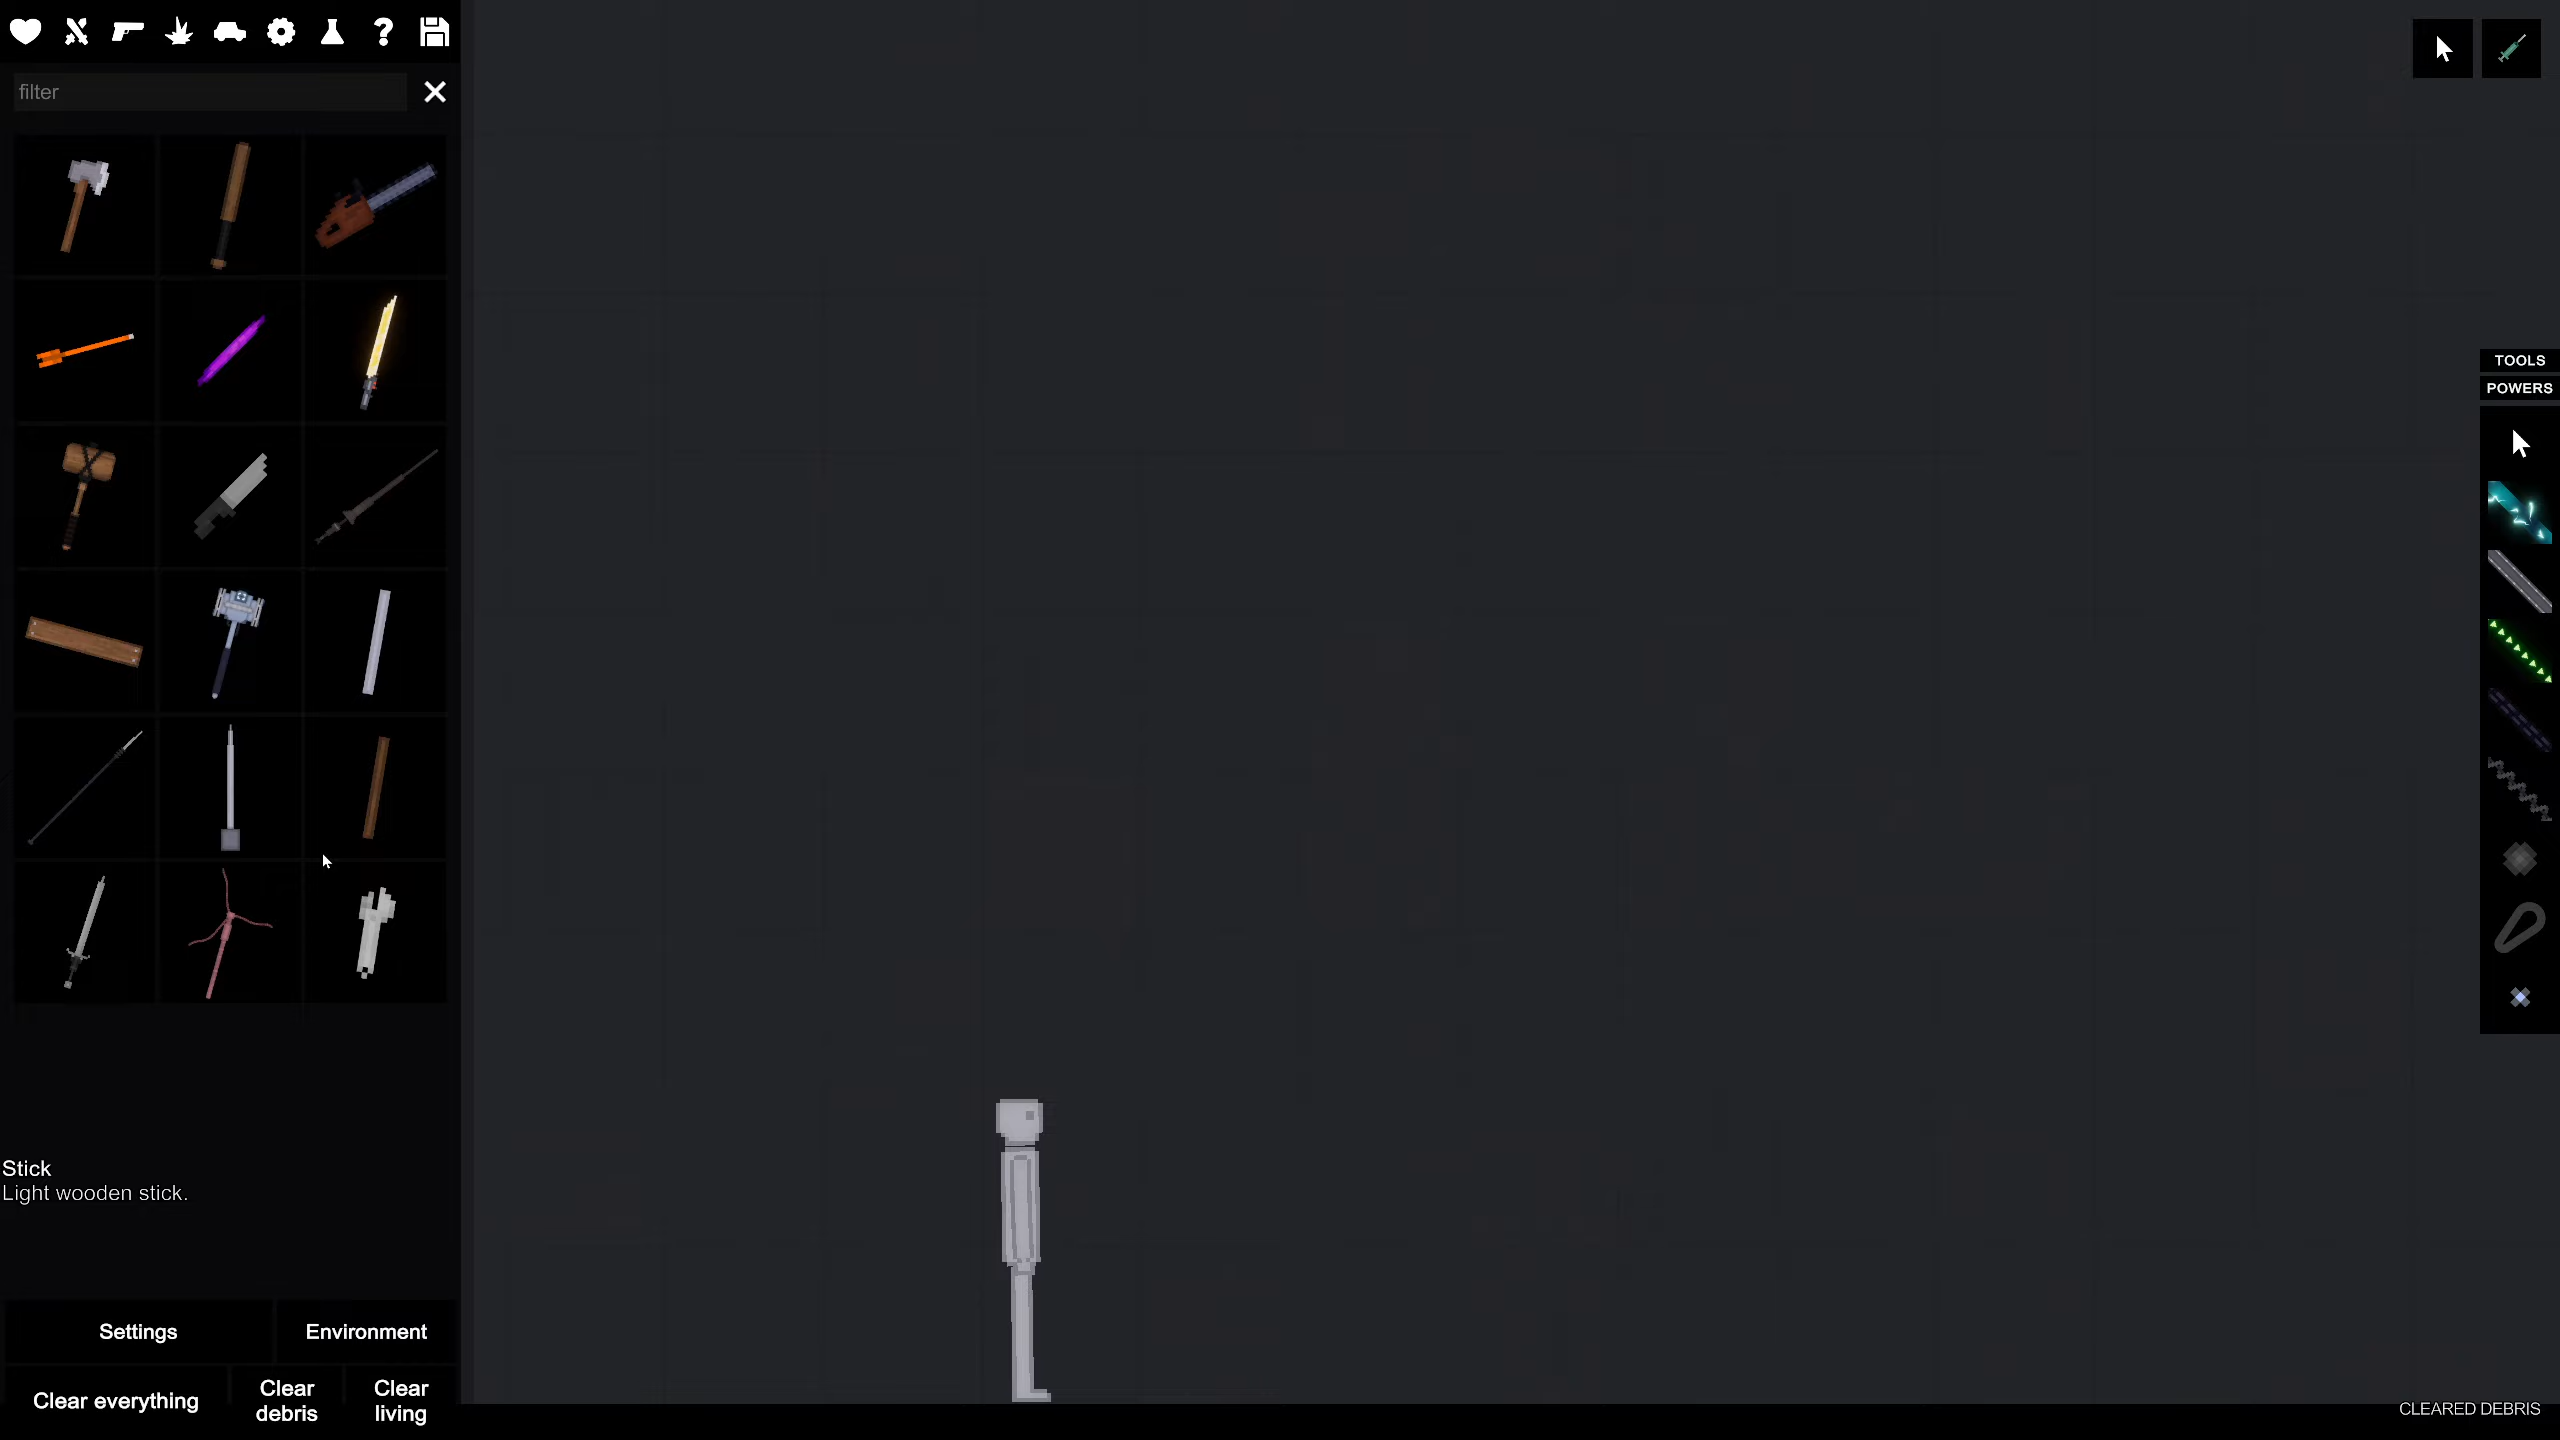 filter
TOOLS
POWERS
Stick
Light wooden stick.
Settings
Environment
Clear everything
Clear
debris
Clear
living
CLEARED DEBRIS